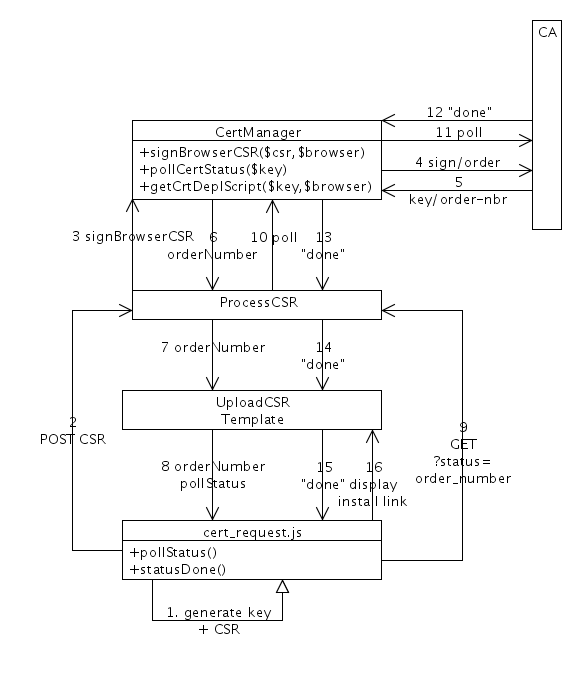 CA
12 "done"
CertManager
11 poll
+signBrowserCSR($csr,$browser)
+pollCertStatus($key)
4 sign/order
+getCrtDeplScript($key,$browser)
5
key/order-nbr
3 signBrowserCSR
6
orderNumber
10 poll
13
"done"
ProcessCSR
7 orderNumber
14
"done"
UploadCSR
Template
2
POST CSR
9
GET
?status=
order_number
8 orderNumber
pollStatus
15
"done"
16
display
install link
cert_request.js
+pollStatus()
+statusDone()
1. generate key
+ CSR